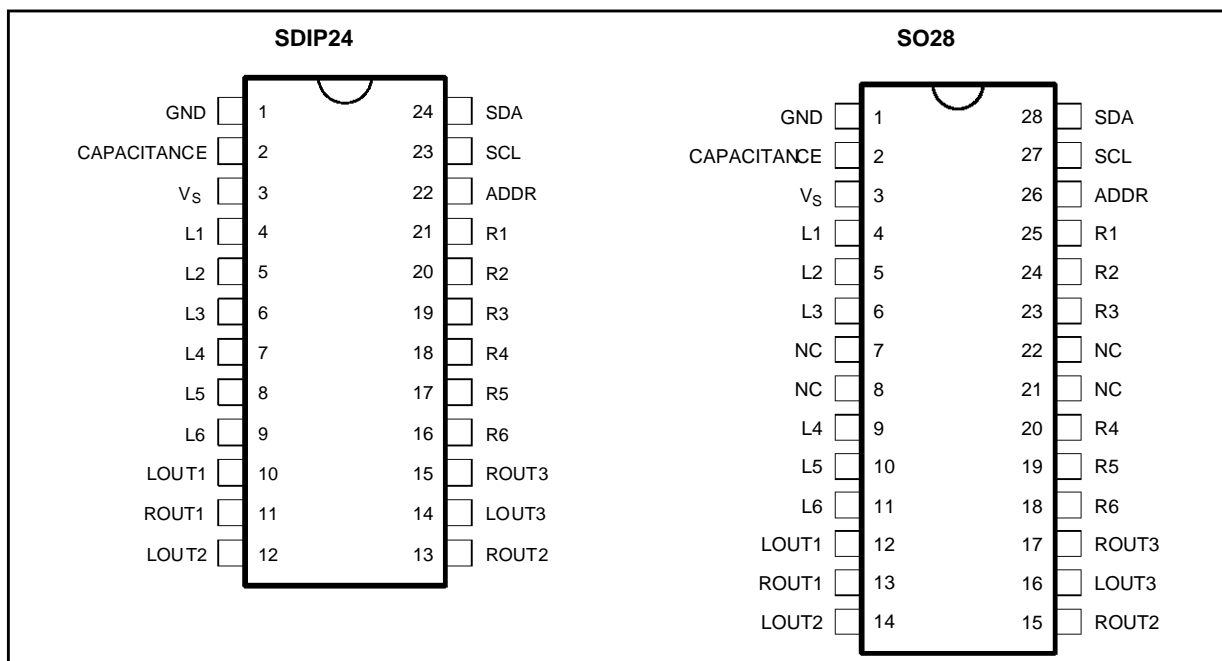 SDIP24
GND 1 24 SDA
CAPACITANCE 2 23 SCL
VS 3 22 ADDR
L1 4 21 R1
L2 5 20 R2
L3 6 19 R3
L4 7 18 R4
L5 8 17 R5
L6 9 16 R6
LOUT1 10 15 ROUT3
ROUT1 11 14 LOUT3
LOUT2 12 13 ROUT2
SO28
GND 1 28 SDA
CAPACITANCE 2 27 SCL
VS 3 26 ADDR
L1 4 25 R1
L2 5 24 R2
L3 6 23 R3
NC 7 22 NC
NC 8 21 NC
L4 9 20 R4
L5 10 19 R5
L6 11 18 R6
LOUT1 12 17 ROUT3
ROUT1 13 16 LOUT3
LOUT2 14 15 ROUT2